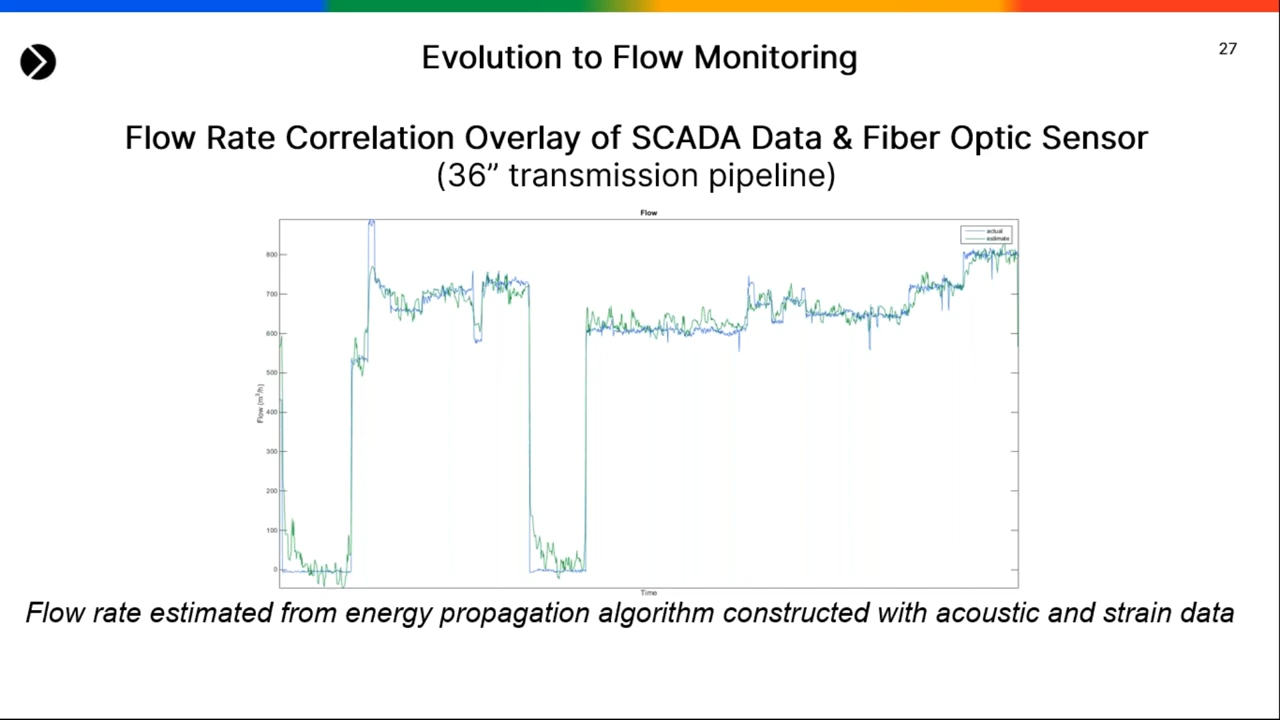 Evolution to Flow Monitoring
27
Flow Rate Correlation Overlay of SCADA Data & Fiber Optic Sensor
(36” transmission pipeline)
Flow
actual
estimate
800
700
600
500
400
300
200
100
0
Flow (m³/h)
Time
Flow rate estimated from energy propagation algorithm constructed with acoustic and strain data